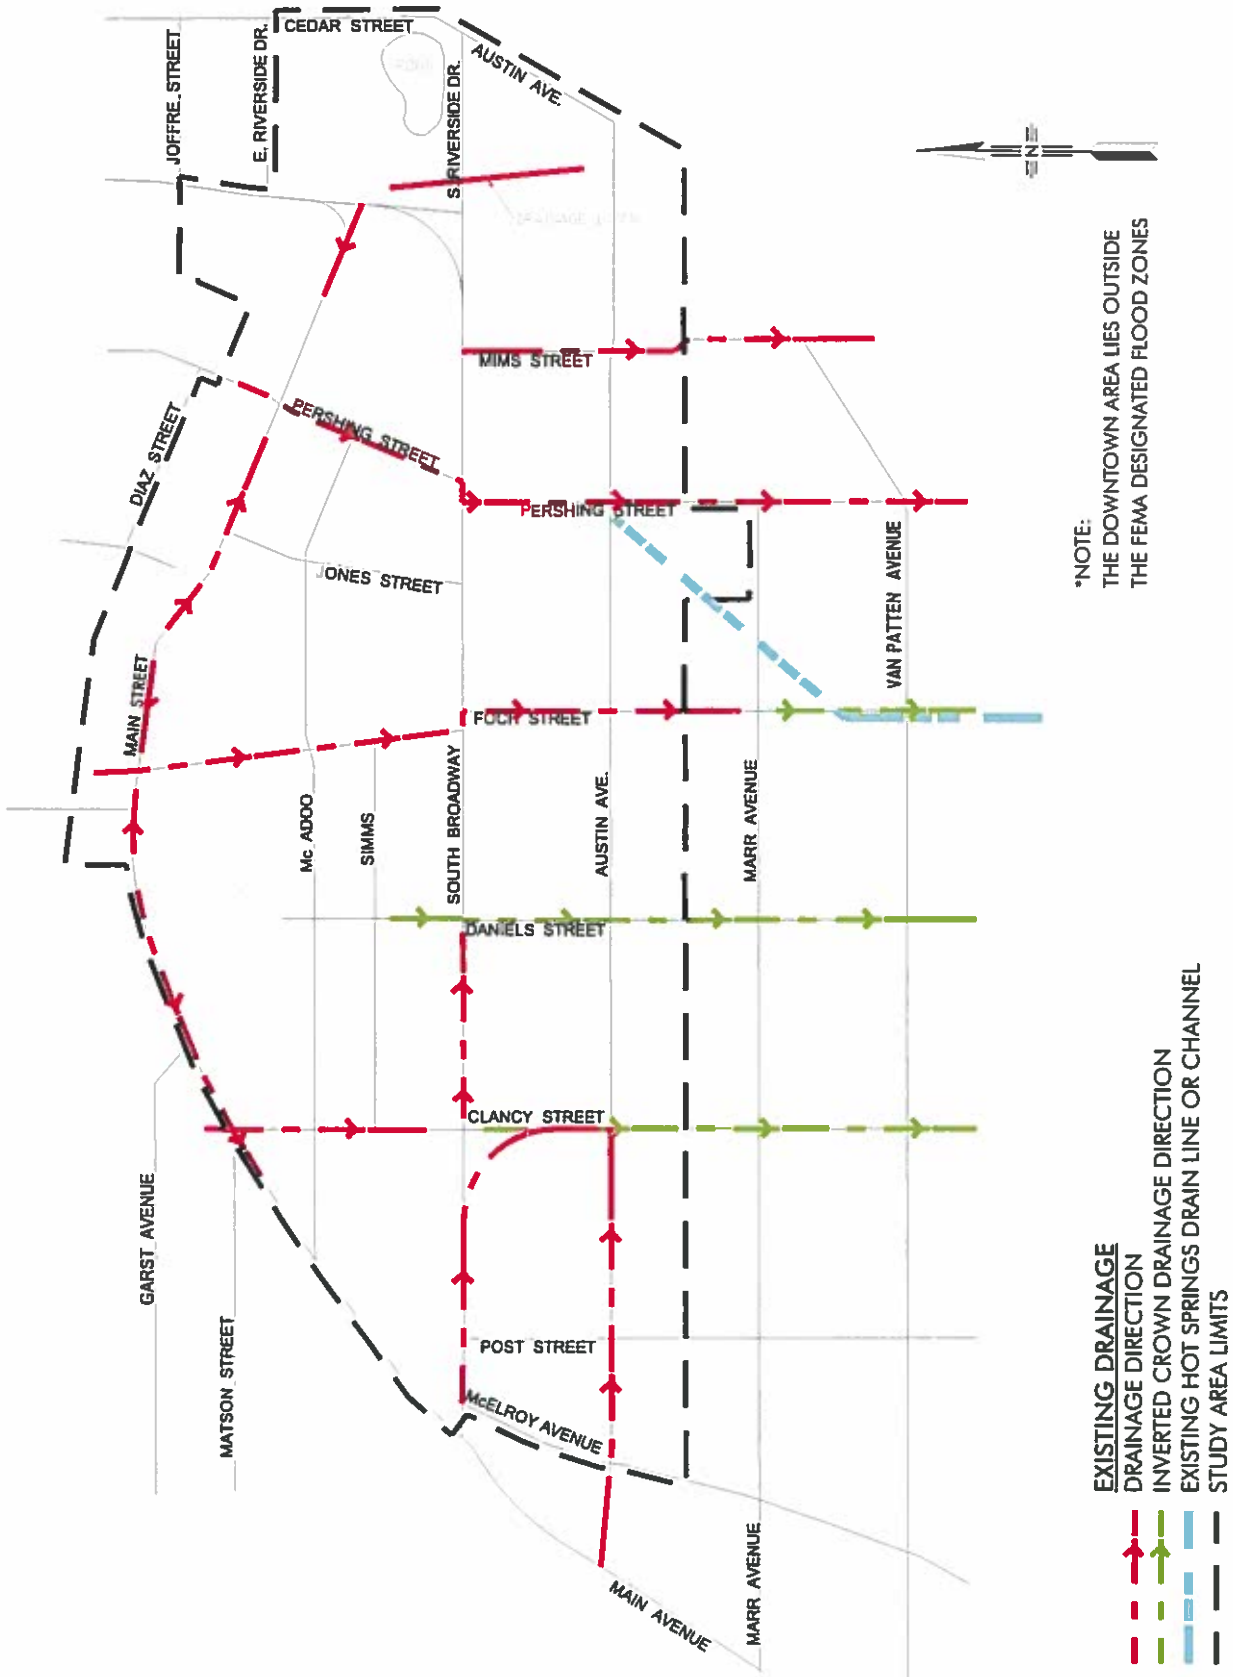 CEDAR STREET
JOFFRE STREET
E. RIVERSIDE DR.
S. RIVERSIDE DR.
AUSTIN AVE.
MIMS STREET
DIAZ STREET
PERSHING STREET
PERSHING STREET
JONES STREET
MAIN STREET
FOCH STREET
VAN PATTEN AVENUE
Mc ADOO
SIMMS
SOUTH BROADWAY
AUSTIN AVE.
MARR AVENUE
DANIELS STREET
CLANCY STREET
GARST AVENUE
MATSON STREET
POST STREET
McELROY AVENUE
MAIN AVENUE
MARR AVENUE
N
*NOTE:
THE DOWNTOWN AREA LIES OUTSIDE
THE FEMA DESIGNATED FLOOD ZONES
EXISTING DRAINAGE
DRAINAGE DIRECTION
INVERTED CROWN DRAINAGE DIRECTION
EXISTING HOT SPRINGS DRAIN LINE OR CHANNEL
STUDY AREA LIMITS